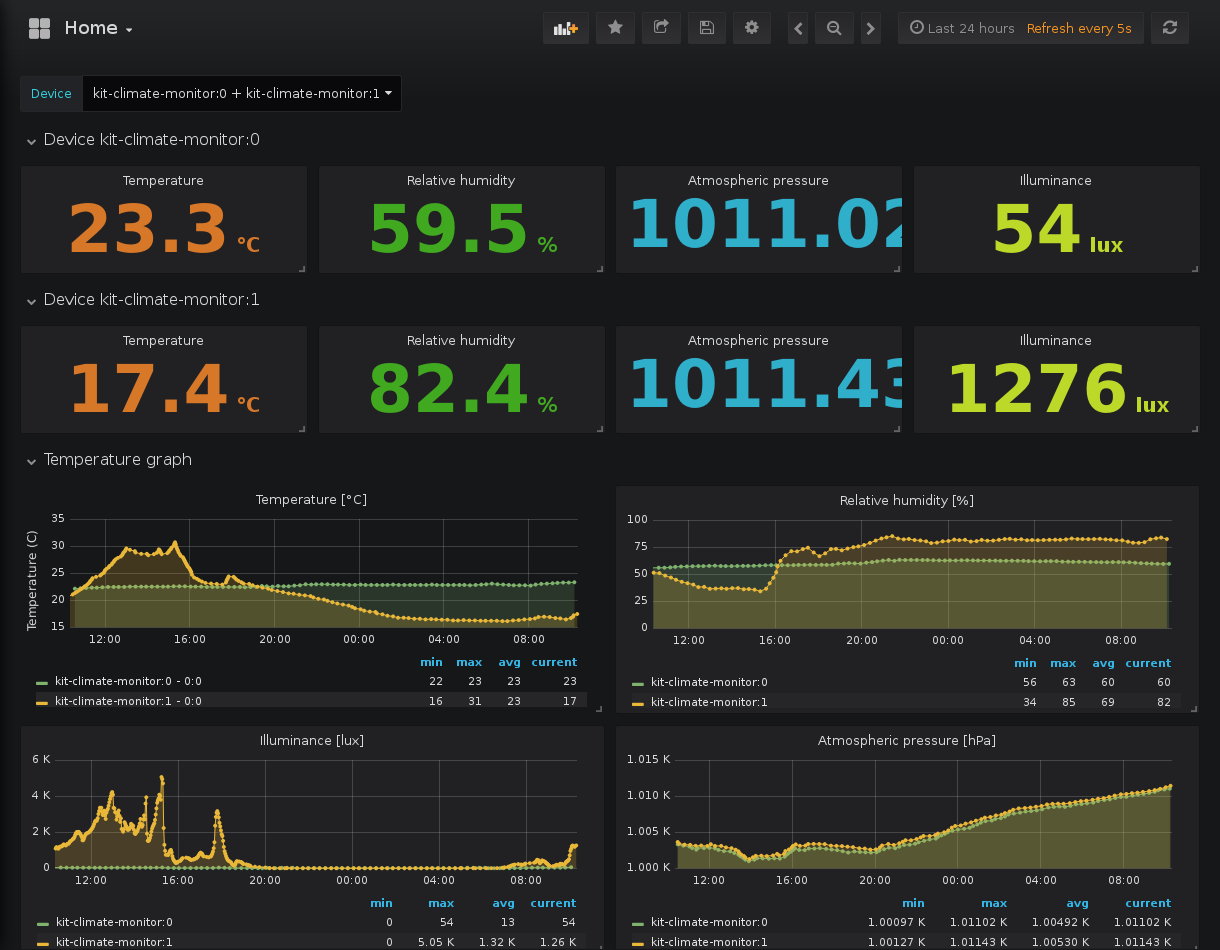 Home
Last 24 hours Refresh every 5s
Device kit-climate-monitor:0 + kit-climate-monitor:1
Device kit-climate-monitor:0
Temperature Relative humidity Atmospheric pressure Illuminance
23.3 °C 59.5 % 1011.02 54 lux
Device kit-climate-monitor:1
Temperature Relative humidity Atmospheric pressure Illuminance
17.4 °C 82.4 % 1011.43 1276 lux
Temperature graph
Temperature [°C]
Temperature (C)
35
30
25
20
15
12:00 16:00 20:00 00:00 04:00 08:00
min max avg current
kit-climate-monitor:0 - 0:0 22 23 23 23
kit-climate-monitor:1 - 0:0 16 31 23 17
Relative humidity [%]
100
75
50
25
0
12:00 16:00 20:00 00:00 04:00 08:00
min max avg current
kit-climate-monitor:0 56 63 60 60
kit-climate-monitor:1 34 85 69 82
Illuminance [lux]
6 K
4 K
2 K
0
12:00 16:00 20:00 00:00 04:00 08:00
min max avg current
kit-climate-monitor:0 0 54 13 54
kit-climate-monitor:1 0 5.05 K 1.32 K 1.26 K
Atmospheric pressure [hPa]
1.015 K
1.010 K
1.005 K
1.000 K
12:00 16:00 20:00 00:00 04:00 08:00
min max avg current
kit-climate-monitor:0 1.00097 K 1.01102 K 1.00492 K 1.01102 K
kit-climate-monitor:1 1.00127 K 1.01143 K 1.00530 K 1.01143 K